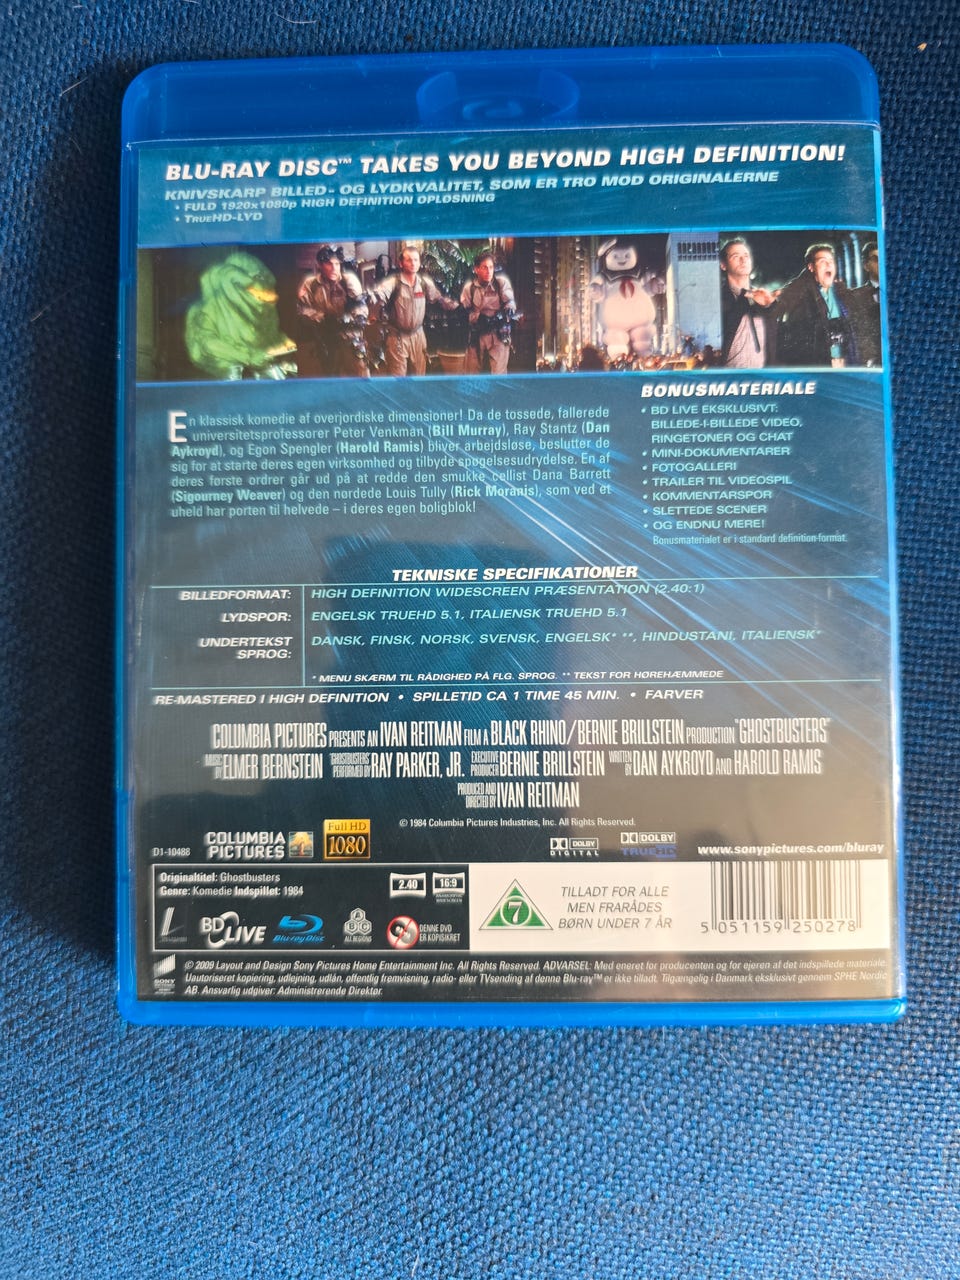 BLU-RAY DISC™ TAKES YOU BEYOND HIGH DEFINITION!
KNIVSKARP BILLED- OG LYDKVALITET, SOM ER TRO MOD ORIGINALERNE
• FULD 1920x1080p HIGH DEFINITION OPLØSNING
• TRUEHD-LYD
En klassisk komedie af overjordiske dimensioner! Da de tossede, fallerede
universitetsprofessorer Peter Venkman (Bill Murray), Ray Stantz (Dan
Aykroyd), og Egon Spengler (Harold Ramis) bliver arbejdsløse, beslutter de
sig for at starte deres egen virksomhed og tilbyde spøgelsesudrydelse. En af
deres første ordrer går ud på at redde den smukke cellist Dana Barrett
(Sigourney Weaver) og den nørdede Louis Tully (Rick Moranis), som ved et
uheld har porten til helvede – i deres egen boligblok!
BONUSMATERIALE
• BD LIVE EKSKLUSIVT:
BILLEDE-I-BILLEDE VIDEO,
RINGETONER OG CHAT
• MINI-DOKUMENTARER
• FOTOGALLERI
• TRAILER TIL VIDEOSPIL
• KOMMENTARSPOR
• SLETTEDE SCENER
• OG ENDNU MERE!
Bonusmaterialet er i standard definition-format.
TEKNISKE SPECIFIKATIONER
BILLEDFORMAT: HIGH DEFINITION WIDESCREEN PRÆSENTATION (2.40:1)
LYDSPOR: ENGELSK TRUEHD 5.1, ITALIENSK TRUEHD 5.1
UNDERTEKST DANSK, FINSK, NORSK, SVENSK, ENGELSK* **, HINDUSTANI, ITALIENSK*
SPROG:
* MENU SKÆRM TIL RÅDIGHED PÅ FLG. SPROG. ** TEKST FOR HØREHÆMMEDE
RE-MASTERED I HIGH DEFINITION • SPILLETID CA 1 TIME 45 MIN. • FARVER
COLUMBIA PICTURES PRESENTS AN IVAN REITMAN FILM A BLACK RHINO/BERNIE BRILLSTEIN PRODUCTION "GHOSTBUSTERS"
MUSIC BY ELMER BERNSTEIN "GHOSTBUSTERS" PERFORMED BY RAY PARKER, JR. EXECUTIVE PRODUCER BERNIE BRILLSTEIN WRITTEN BY DAN AYKROYD AND HAROLD RAMIS
PRODUCED AND DIRECTED BY IVAN REITMAN
© 1984 Columbia Pictures Industries, Inc. All Rights Reserved.
D1-10488
COLUMBIA
PICTURES
Full HD
1080
DOLBY
DIGITAL
DOLBY
TRUEHD
www.sonypictures.com/bluray
Originaltitel: Ghostbusters
Genre: Komedie Indspillet: 1984
2.40
16:9
BD LIVE
Blu-ray Disc
A B C
ALL REGIONS
DENNE DVD
ER KOPISIKRET
7
TILLADT FOR ALLE
MEN FRARÅDES
BØRN UNDER 7 ÅR
5 051159 250278
SONY
© 2009 Layout and Design Sony Pictures Home Entertainment Inc. All Rights Reserved. ADVARSEL: Med eneret for producenten og for ejeren af det indspillede materiale.
Uautoriseret kopiering, udlejning, udlån, offentlig fremvisning, radio- eller TVsending af denne Blu-ray™ er ikke tilladt. Tilgængelig i Danmark eksklusivt gennem SPHE Nordic
AB. Ansvarlig udgiver: Administrerende Direktør.